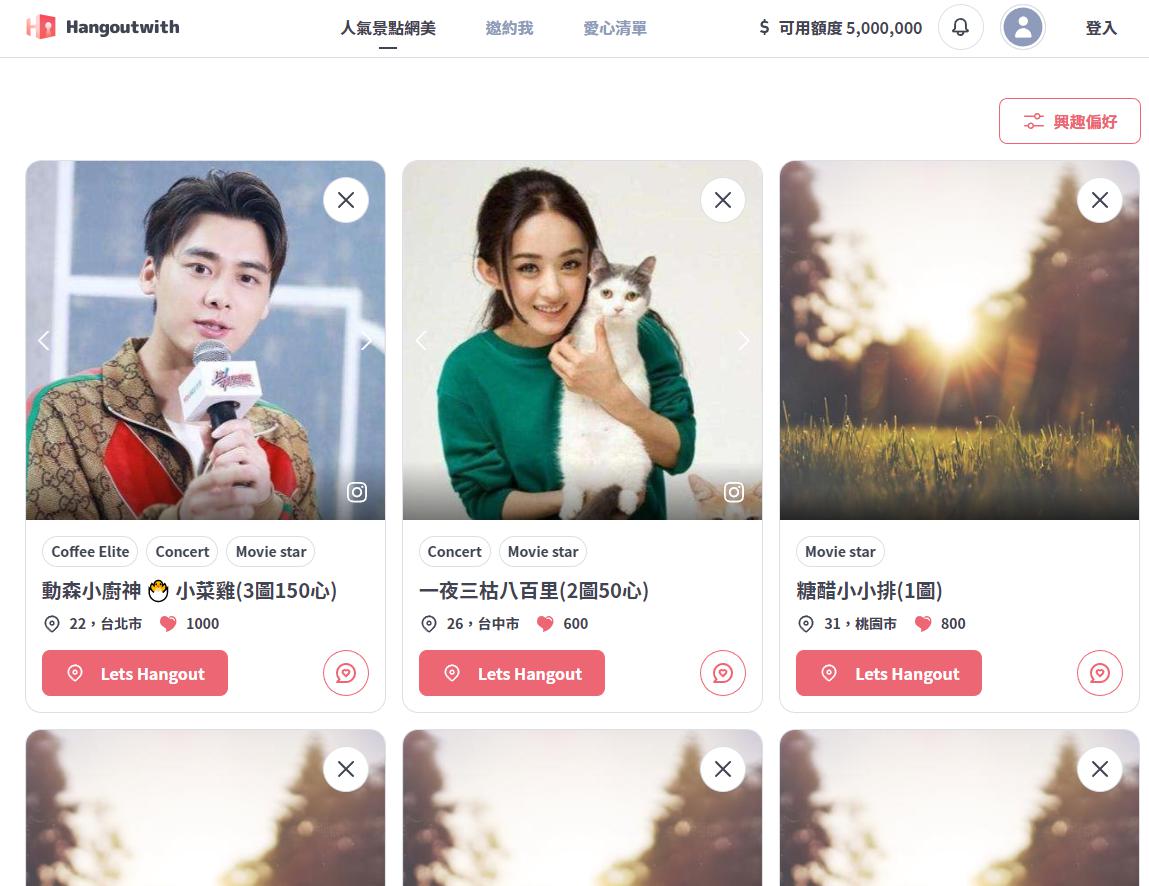 Hangoutwith
人氣景點網美
邀約我
愛心清單
$ 可用額度 5,000,000
登入
興趣偏好
Coffee Elite
Concert
Movie star
動森小廚神 🐣 小菜雞(3圖150心)
22，台北市
1000
Lets Hangout
Concert
Movie star
一夜三枯八百里(2圖50心)
26，台中市
600
Lets Hangout
Movie star
糖醋小小排(1圖)
31，桃園市
800
Lets Hangout